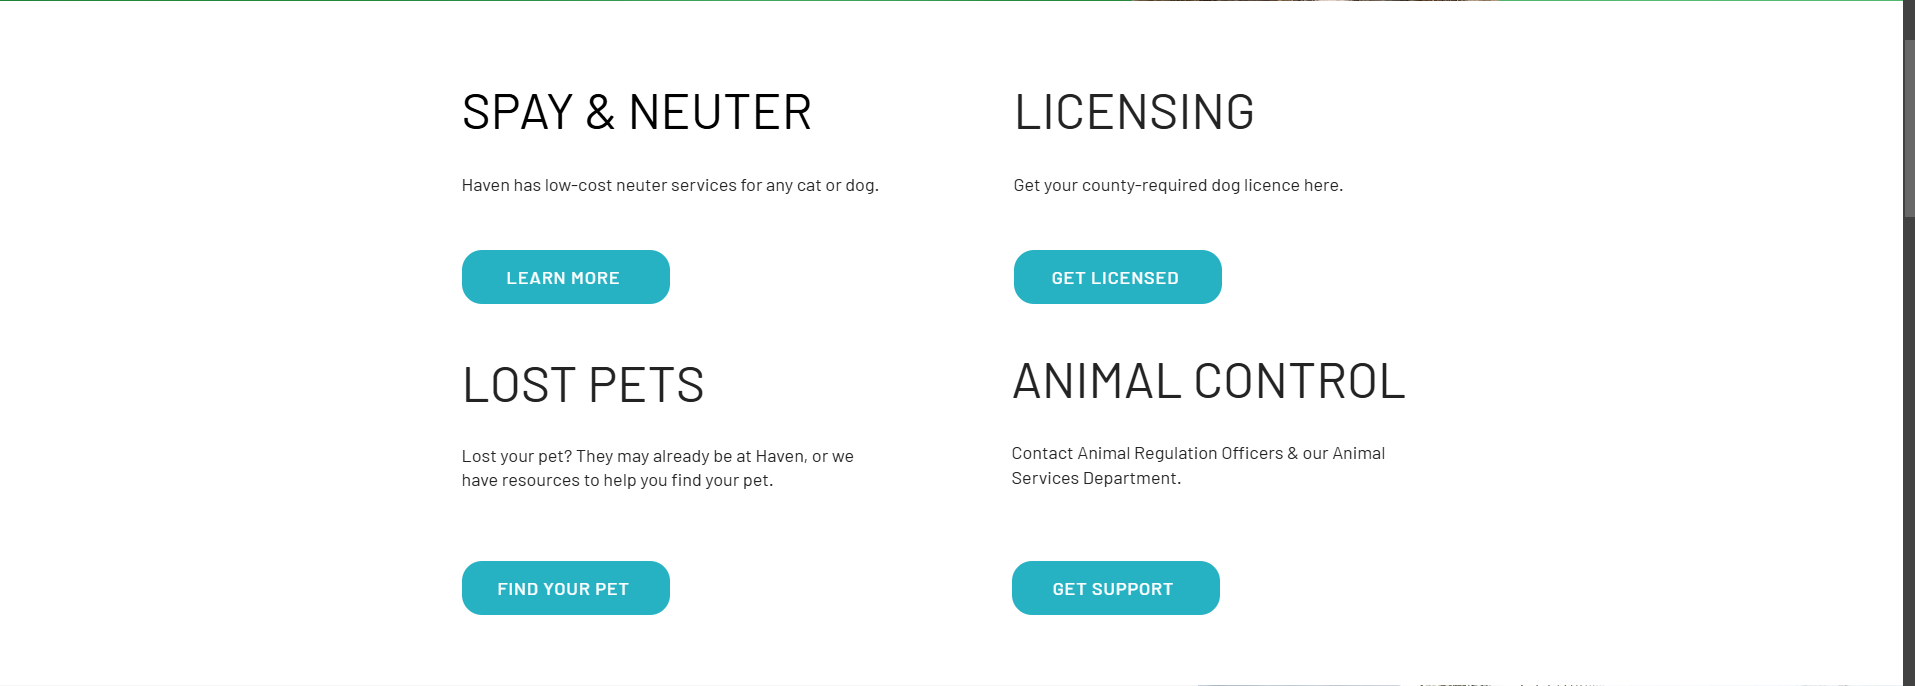 SPAY & NEUTER
Haven has low-cost neuter services for any cat or dog.
LEARN MORE
LICENSING
Get your county-required dog licence here.
GET LICENSED
LOST PETS
Lost your pet? They may already be at Haven, or we
have resources to help you find your pet.
FIND YOUR PET
ANIMAL CONTROL
Contact Animal Regulation Officers & our Animal
Services Department.
GET SUPPORT